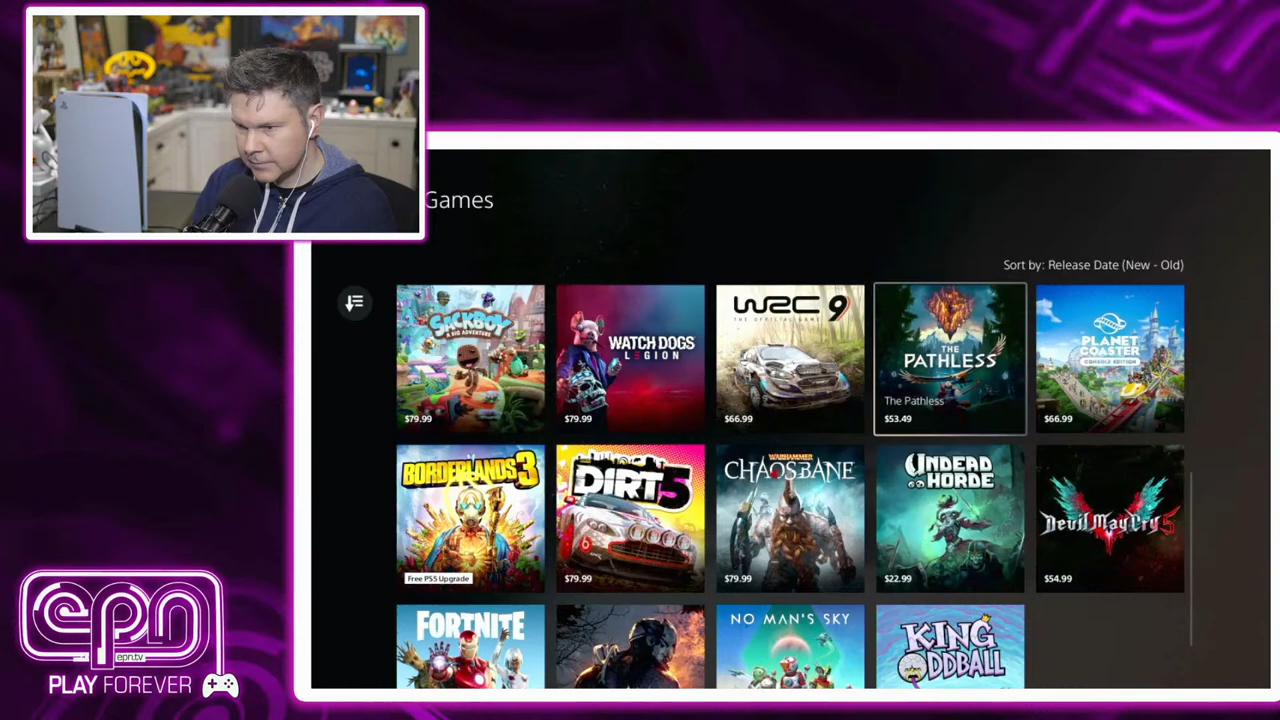 Games
Sort by: Release Date (New - Old)
SACKBOY
A BIG ADVENTURE
$79.99
WATCH DOGS
LEGION
$79.99
WRC 9
THE OFFICIAL GAME
$66.99
THE
PATHLESS
The Pathless
$53.49
PLANET
COASTER
CONSOLE EDITION
$66.99
BORDERLANDS 3
Free PS5 Upgrade
DIRT 5
$79.99
WARHAMMER
CHAOSBANE
$79.99
UNDEAD
HORDE
$22.99
Devil May Cry 5
$54.99
FORTNITE
NO MAN'S SKY
KING
ODDBALL
epn
epn.tv
PLAY FOREVER